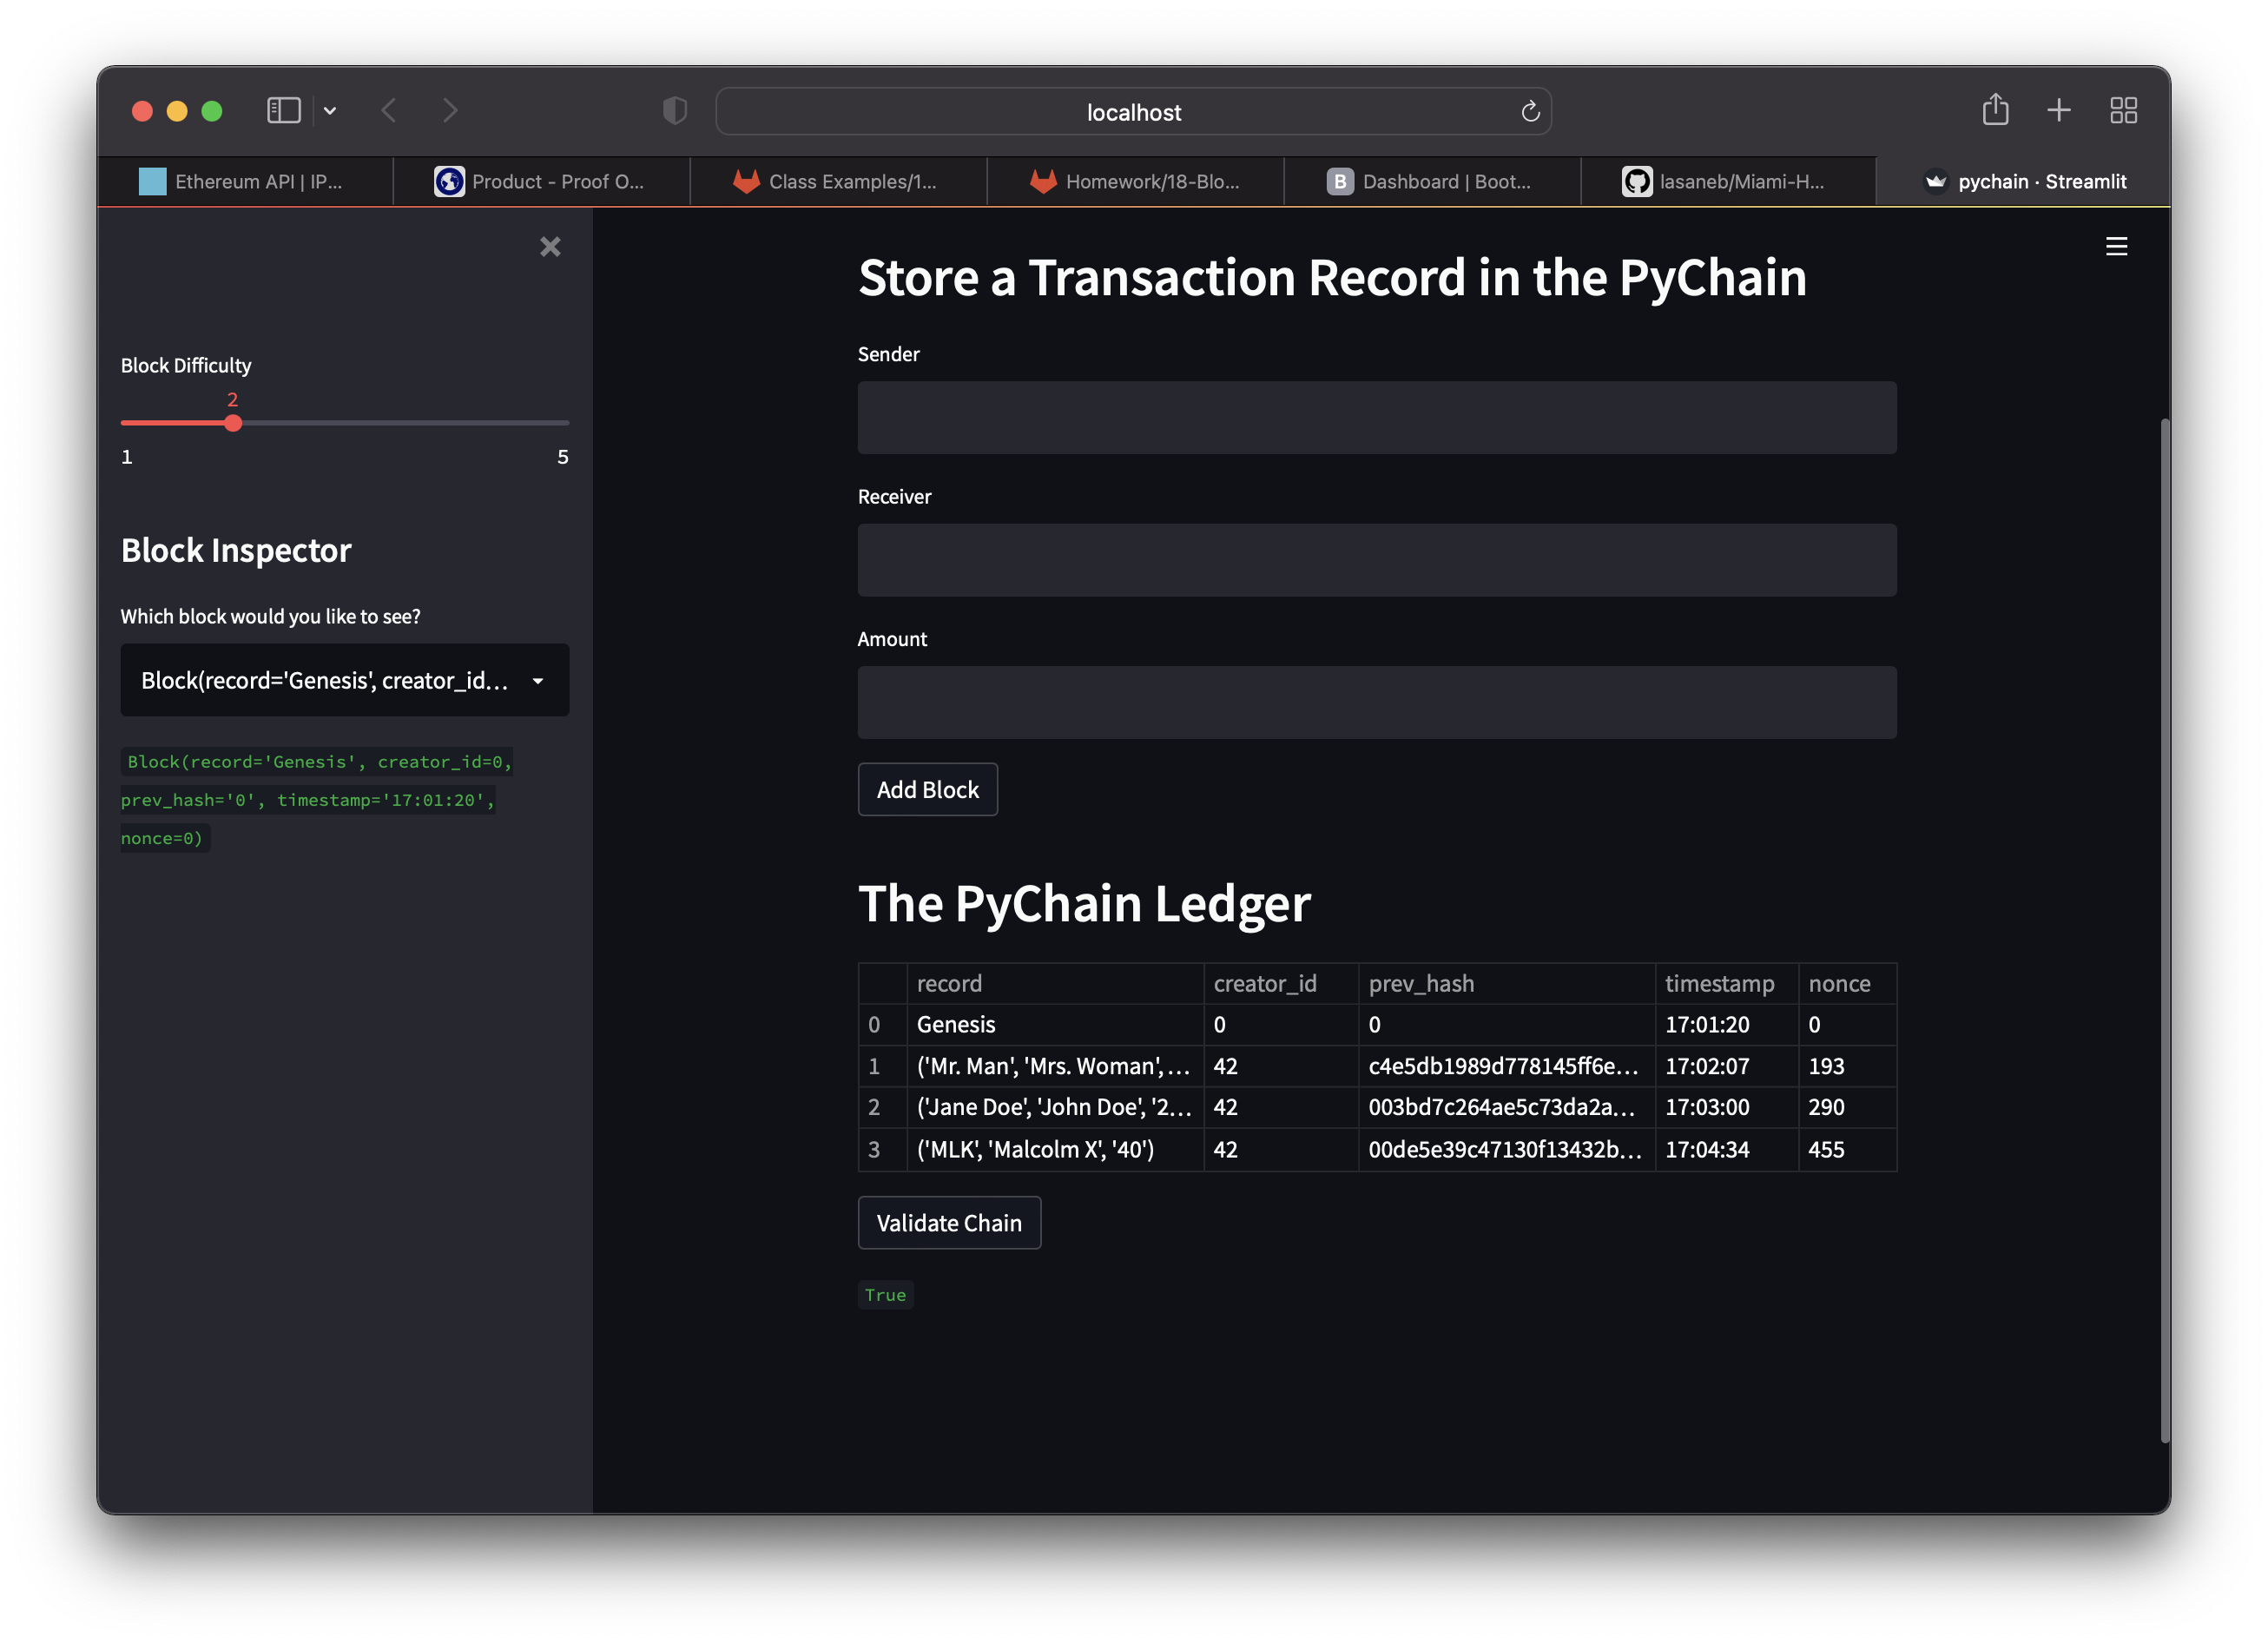 localhost
Ethereum API | IP...
Product - Proof O...
Class Examples/1...
Homework/18-Blo...
B Dashboard | Boot...
lasaneb/Miami-H...
pychain · Streamlit
Block Difficulty
2
1 5
Block Inspector
Which block would you like to see?
Block(record='Genesis', creator_id...
Block(record='Genesis', creator_id=0,
prev_hash='0', timestamp='17:01:20',
nonce=0)
Store a Transaction Record in the PyChain
Sender
Receiver
Amount
Add Block
The PyChain Ledger
record creator_id prev_hash timestamp nonce
0 Genesis 0 0 17:01:20 0
1 ('Mr. Man', 'Mrs. Woman',... 42 c4e5db1989d778145ff6e... 17:02:07 193
2 ('Jane Doe', 'John Doe', '2... 42 003bd7c264ae5c73da2a... 17:03:00 290
3 ('MLK', 'Malcolm X', '40') 42 00de5e39c47130f13432b... 17:04:34 455
Validate Chain
True